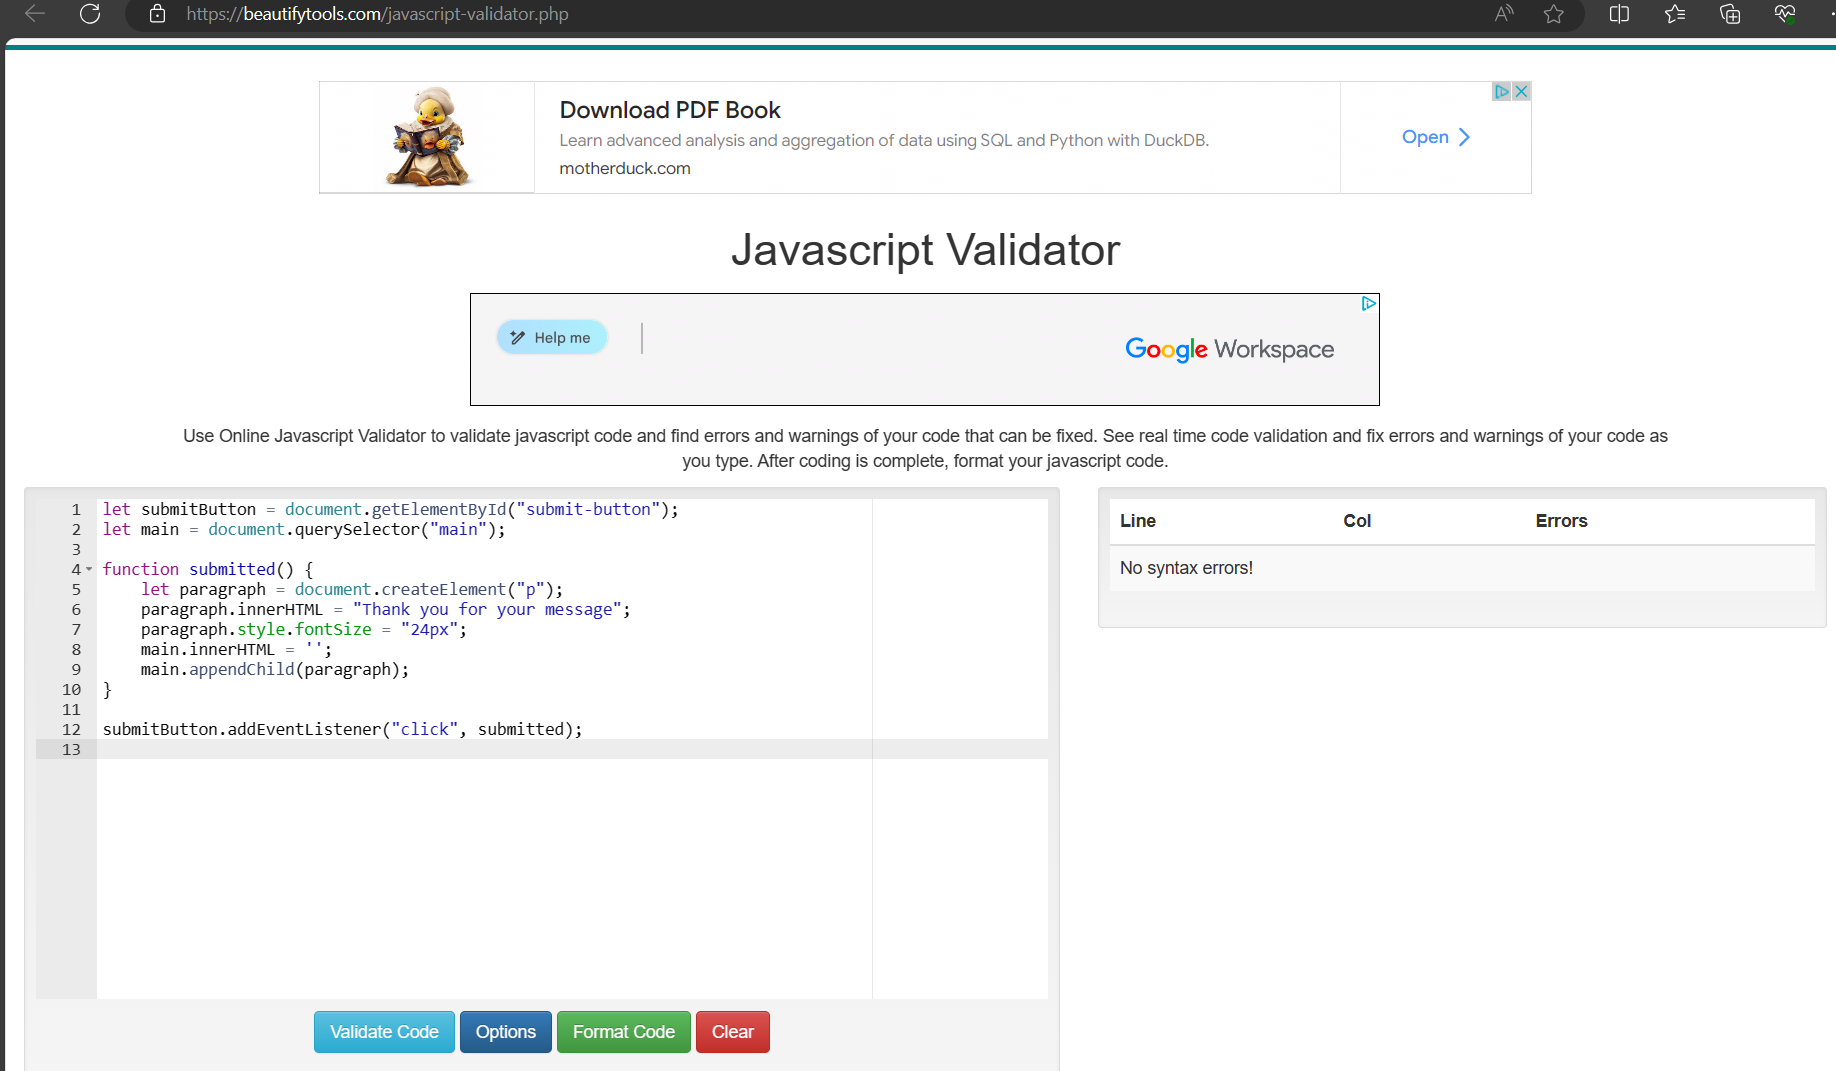 https://beautifytools.com/javascript-validator.php
Download PDF Book
Learn advanced analysis and aggregation of data using SQL and Python with DuckDB.
motherduck.com
Open
Javascript Validator
Help me
Google Workspace
Use Online Javascript Validator to validate javascript code and find errors and warnings of your code that can be fixed. See real time code validation and fix errors and warnings of your code as
you type. After coding is complete, format your javascript code.
1 let submitButton = document.getElementById("submit-button");
2 let main = document.querySelector("main");
3
4 function submitted() {
5     let paragraph = document.createElement("p");
6     paragraph.innerHTML = "Thank you for your message";
7     paragraph.style.fontSize = "24px";
8     main.innerHTML = '';
9     main.appendChild(paragraph);
10 }
11
12 submitButton.addEventListener("click", submitted);
13
Line Col Errors
No syntax errors!
Validate Code Options Format Code Clear